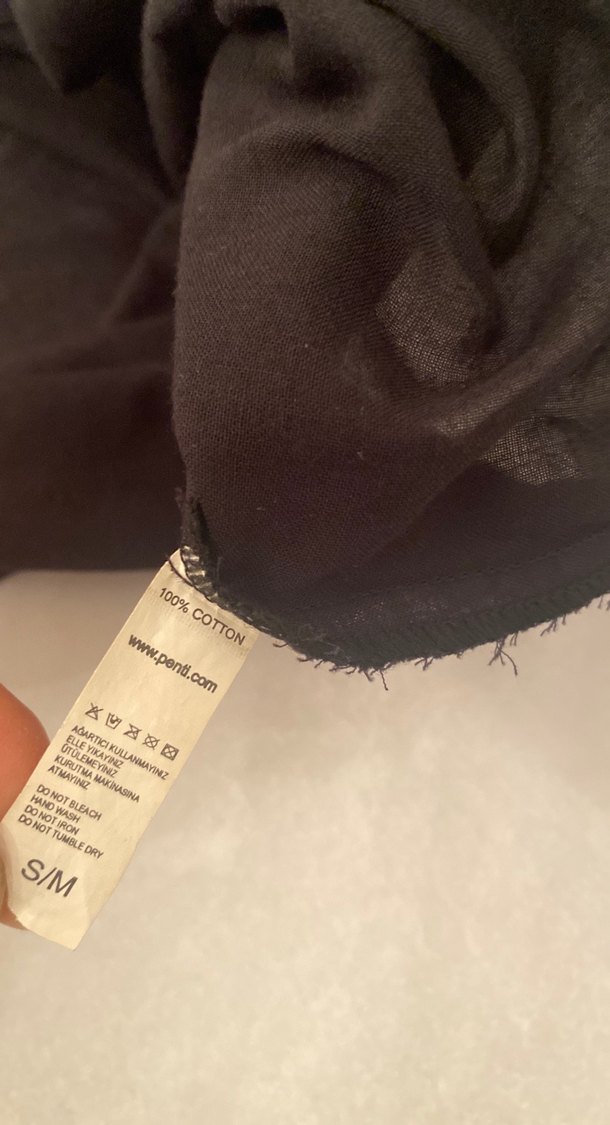 100% COTTON
www.penti.com
AĞARTICI KULLANMAYINIZ
ELLE YIKAYINIZ
ÜTÜLEMEYİNİZ
KURUTMA MAKİNASINA
ATMAYINIZ
DO NOT BLEACH
HAND WASH
DO NOT IRON
DO NOT TUMBLE DRY
S/M